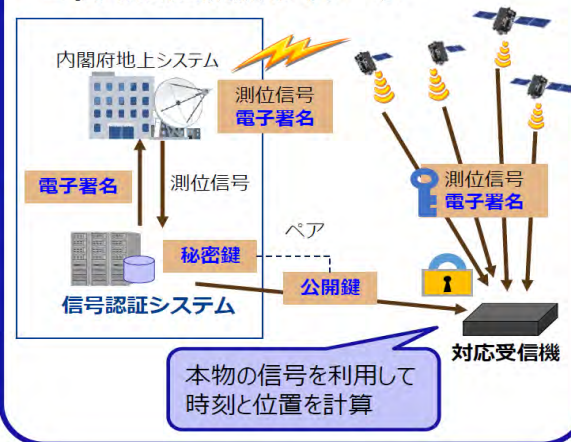 内閣府地上システム
測位信号
電子署名
電子署名
測位信号
測位信号
電子署名
ペア
秘密鍵
公開鍵
信号認証システム
対応受信機
本物の信号を利用して
時刻と位置を計算